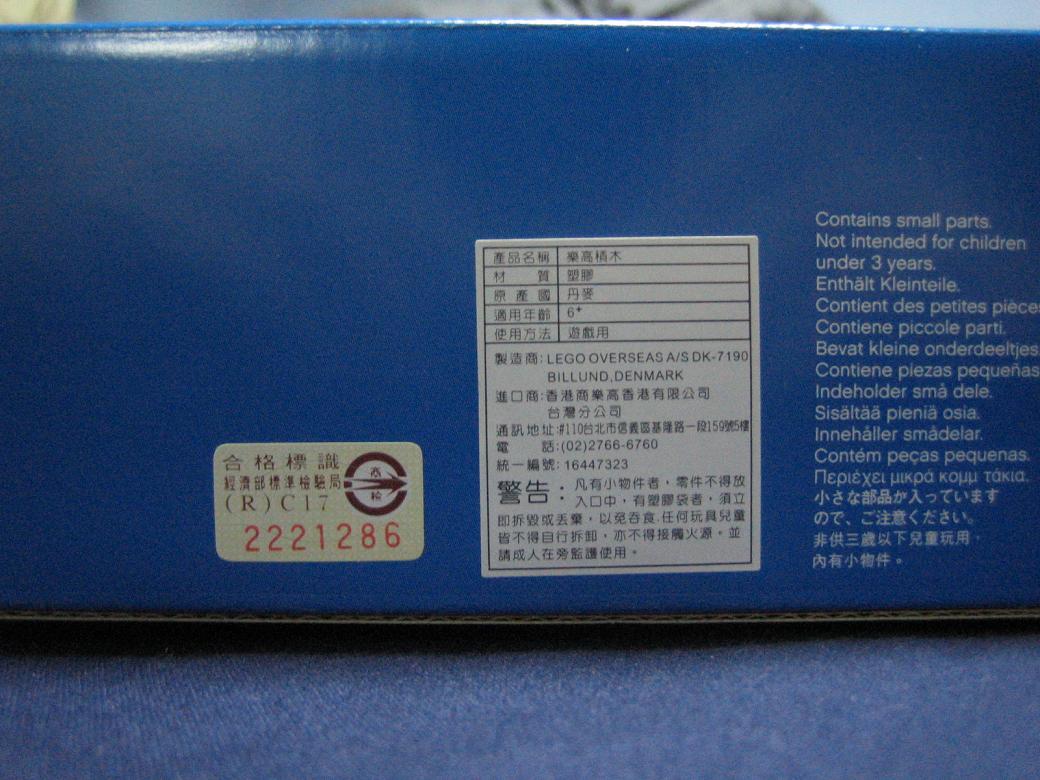 合格標識
經濟部標準檢驗局
(R)C17
2221286
商
檢
產品名稱 樂高積木
材質 塑膠
原產國 丹麥
適用年齡 6+
使用方法 遊戲用
製造商:LEGO OVERSEAS A/S DK-7190
BILLUND,DENMARK
進口商:香港商樂高香港有限公司
台灣分公司
通訊地址:#110台北市信義區基隆路一段159號5樓
電話:(02)2766-6760
統一編號:16447323
警告:凡有小物件者,零件不得放
入口中,有塑膠袋者,須立
即拆毀或丟棄,以免吞食.任何玩具兒童
皆不得自行拆卸,亦不得接觸火源。並
請成人在旁監護使用。
Contains small parts.
Not intended for children
under 3 years.
Enthält Kleinteile.
Contient des petites pièces
Contiene piccole parti.
Bevat kleine onderdeeltjes.
Contiene piezas pequeñas
Indeholder små dele.
Sisältää pieniä osia.
Innehåller smådelar.
Contém peças pequenas.
Περιέχει μικρά κομμ τάκια.
小さな部品が入っています
ので、ご注意ください。
非供三歲以下兒童玩用,
內有小物件。